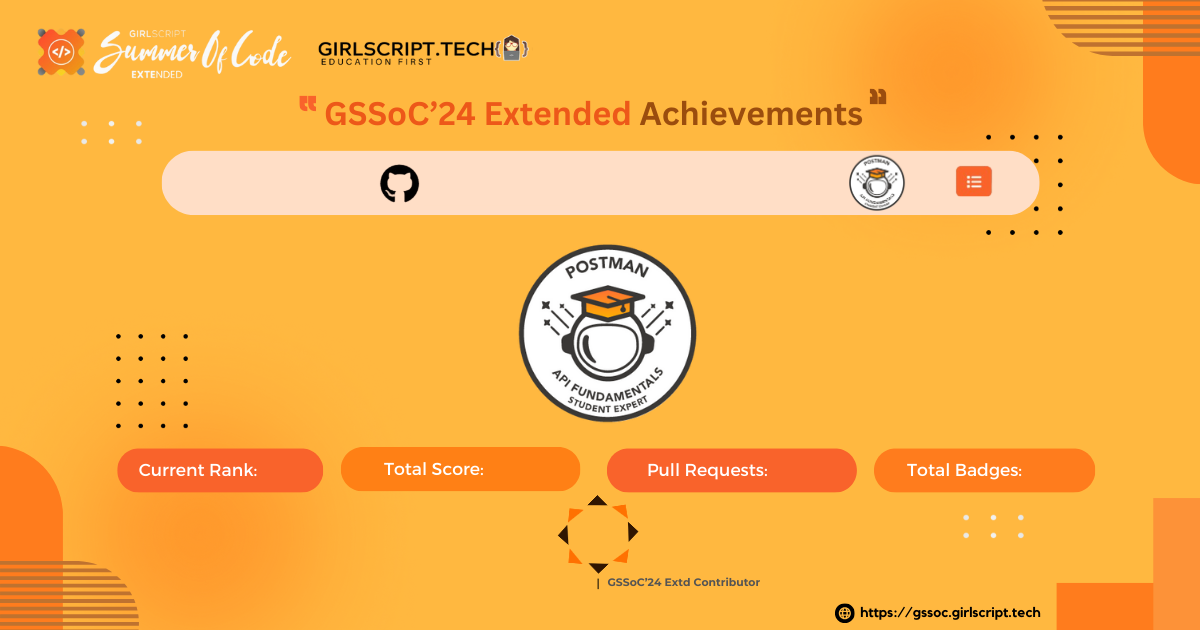 GIRLSCRIPT
Summer Of Code
EXTENDED
GIRLSCRIPT.TECH
EDUCATION FIRST
" GSSoC’24 Extended Achievements "
POSTMAN
API FUNDAMENTALS
STUDENT EXPERT
POSTMAN
API FUNDAMENTALS
STUDENT EXPERT
Current Rank:
Total Score:
Pull Requests:
Total Badges:
| GSSoC’24 Extd Contributor
https://gssoc.girlscript.tech